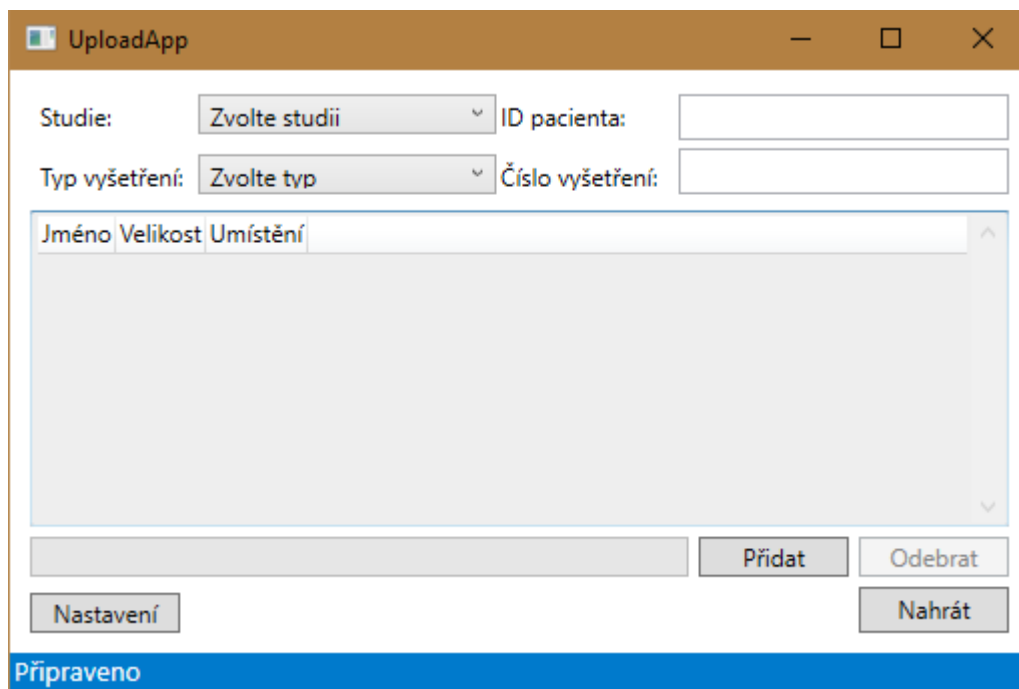 UploadApp
Studie: Zvolte studii ID pacienta:
Typ vyšetření: Zvolte typ Číslo vyšetření:
Jméno Velikost Umístění
Přidat Odebrat
Nastavení Nahrát
Připraveno